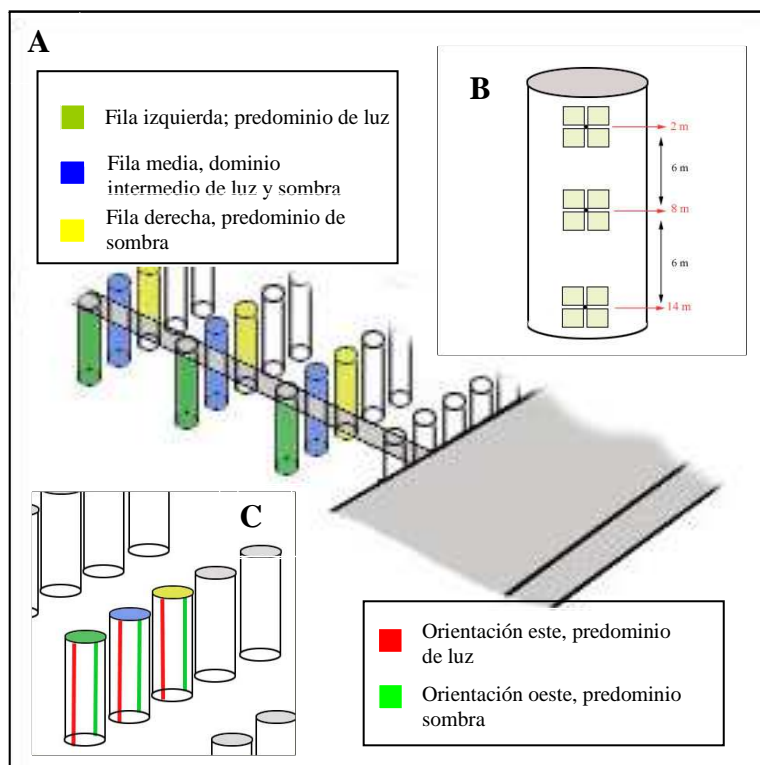 A
Fila izquierda; predominio de luz
Fila media, dominio
intermedio de luz y sombra
Fila derecha, predominio de
sombra
B
2 m
6 m
8 m
6 m
14 m
C
Orientación este, predominio
de luz
Orientación oeste, predominio
sombra